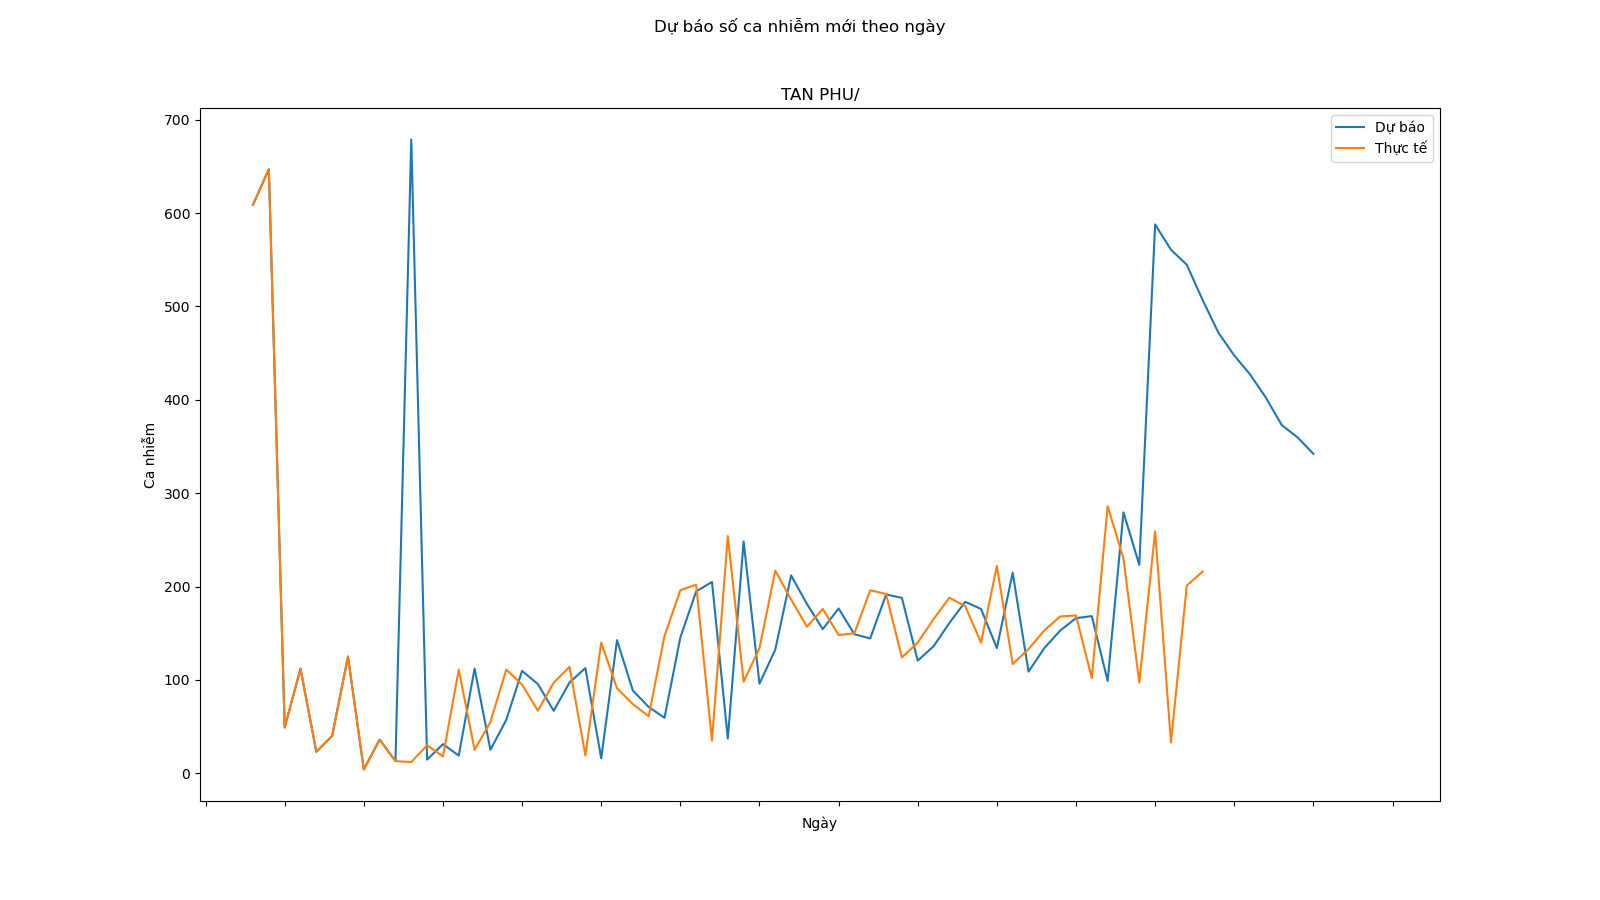 Dự báo số ca nhiễm mới theo ngày
TAN PHU/
Dự báo
Thực tế
700
600
500
400
300
200
100
0
Ca nhiễm
Ngày